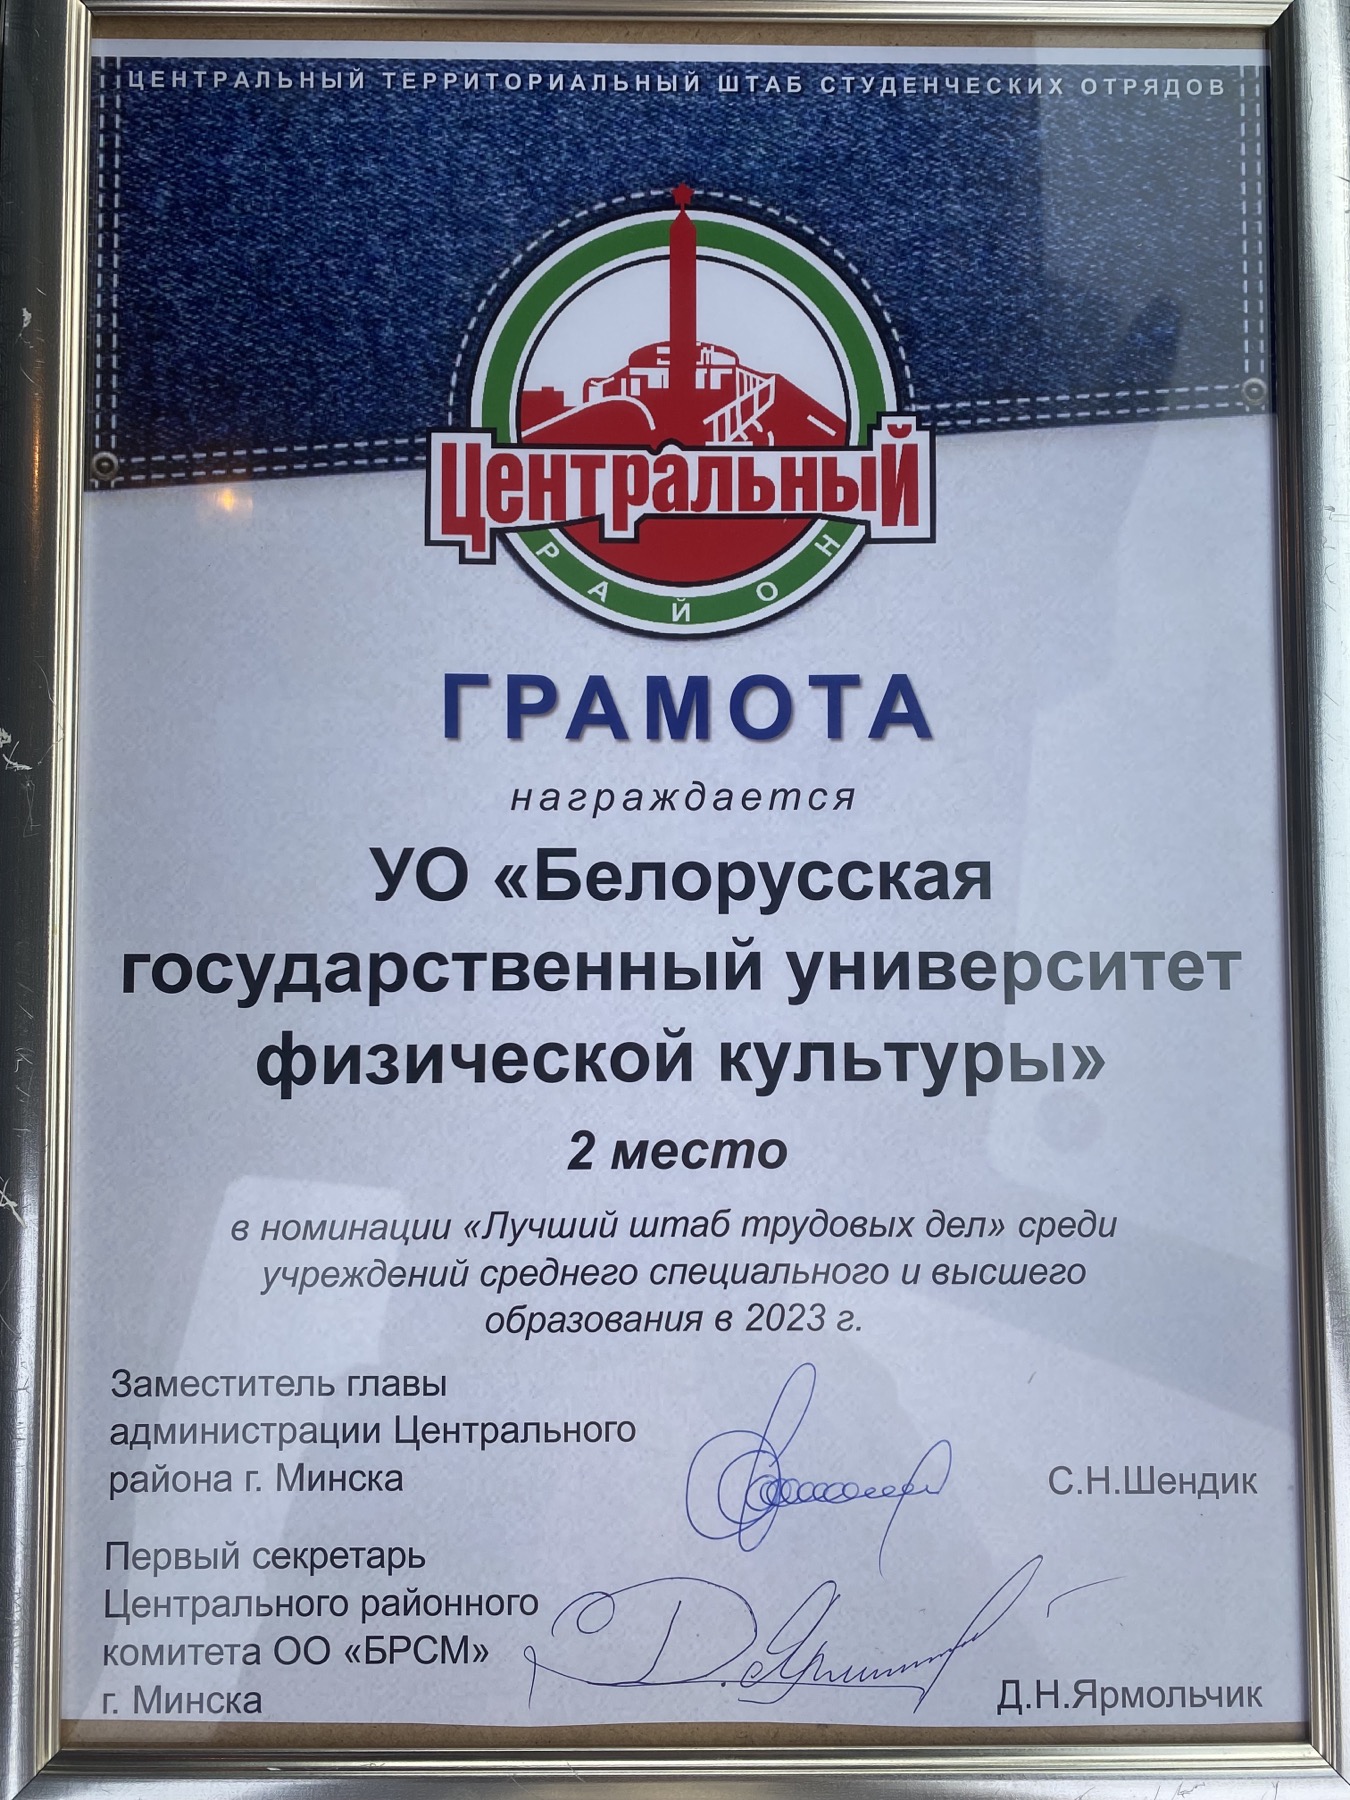 ЦЕНТРАЛЬНЫЙ ТЕРРИТОРИАЛЬНЫЙ ШТАБ СТУДЕНЧЕСКИХ ОТРЯДОВ
Центральный
РАЙОН
ГРАМОТА
награждается
УО «Белорусская
государственный университет
физической культуры»
2 место
в номинации «Лучший штаб трудовых дел» среди
учреждений среднего специального и высшего
образования в 2023 г.
Заместитель главы
администрации Центрального
района г. Минска
С.Н.Шендик
Первый секретарь
Центрального районного
комитета ОО «БРСМ»
г. Минска
Д.Н.Ярмольчик